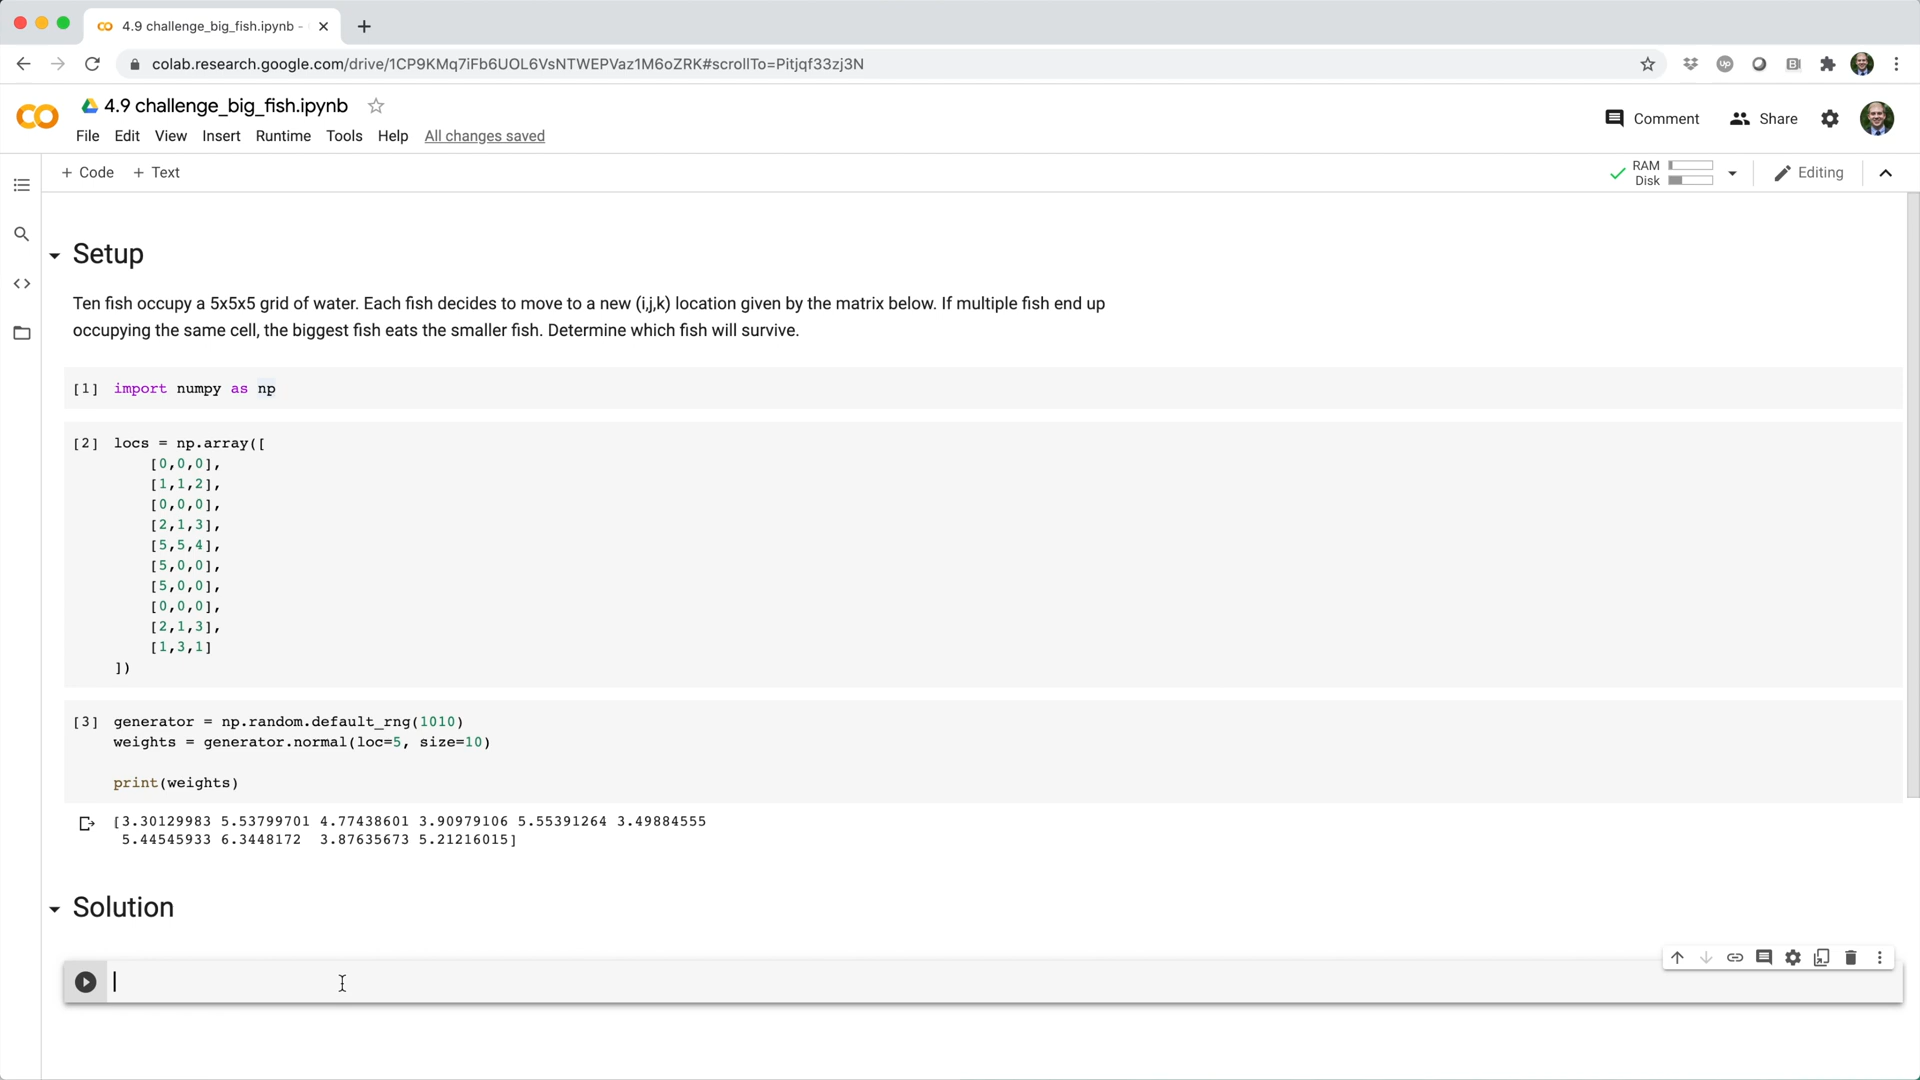 4.9 challenge_big_fish.ipynb -
colab.research.google.com/drive/1CP9KMq7iFb6UOL6VsNTWEPVaz1M6oZRK#scrollTo=Pitjqf33zj3N
4.9 challenge_big_fish.ipynb
Comment
Share
File Edit View Insert Runtime Tools Help All changes saved
+ Code + Text
RAM
Disk
Editing
Setup
Ten fish occupy a 5x5x5 grid of water. Each fish decides to move to a new (i,j,k) location given by the matrix below. If multiple fish end up
occupying the same cell, the biggest fish eats the smaller fish. Determine which fish will survive.
[1] import numpy as np
[2] locs = np.array([
[0,0,0],
[1,1,2],
[0,0,0],
[2,1,3],
[5,5,4],
[5,0,0],
[5,0,0],
[0,0,0],
[2,1,3],
[1,3,1]
])
[3] generator = np.random.default_rng(1010)
weights = generator.normal(loc=5, size=10)
print(weights)
[3.30129983 5.53799701 4.77438601 3.90979106 5.55391264 3.49884555
5.44545933 6.3448172 3.87635673 5.21216015]
Solution